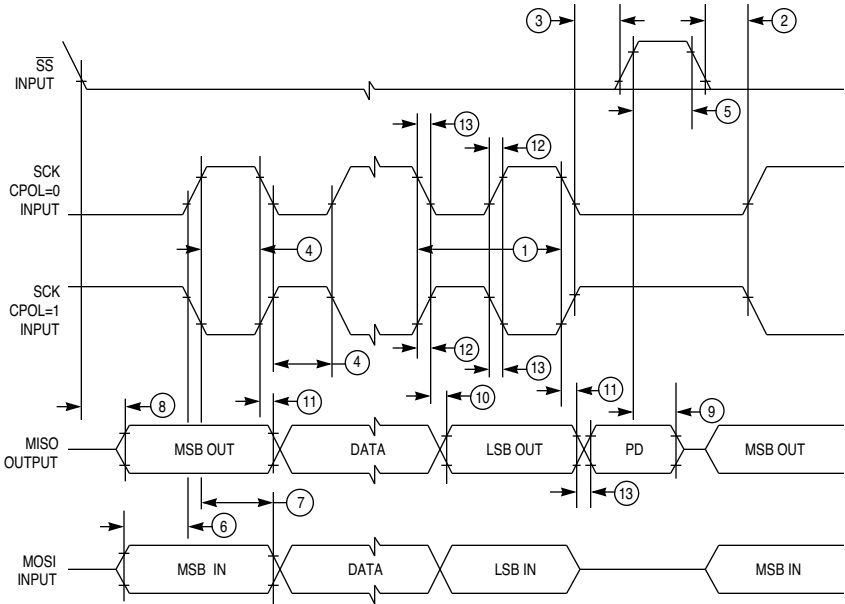 3
2
SS
INPUT
5
13
12
SCK
CPOL=0
INPUT
4
1
SCK
CPOL=1
INPUT
4
12
13
8
11
10
11
9
MISO
OUTPUT
MSB OUT
DATA
LSB OUT
PD
MSB OUT
13
7
6
MOSI
INPUT
MSB IN
DATA
LSB IN
MSB IN